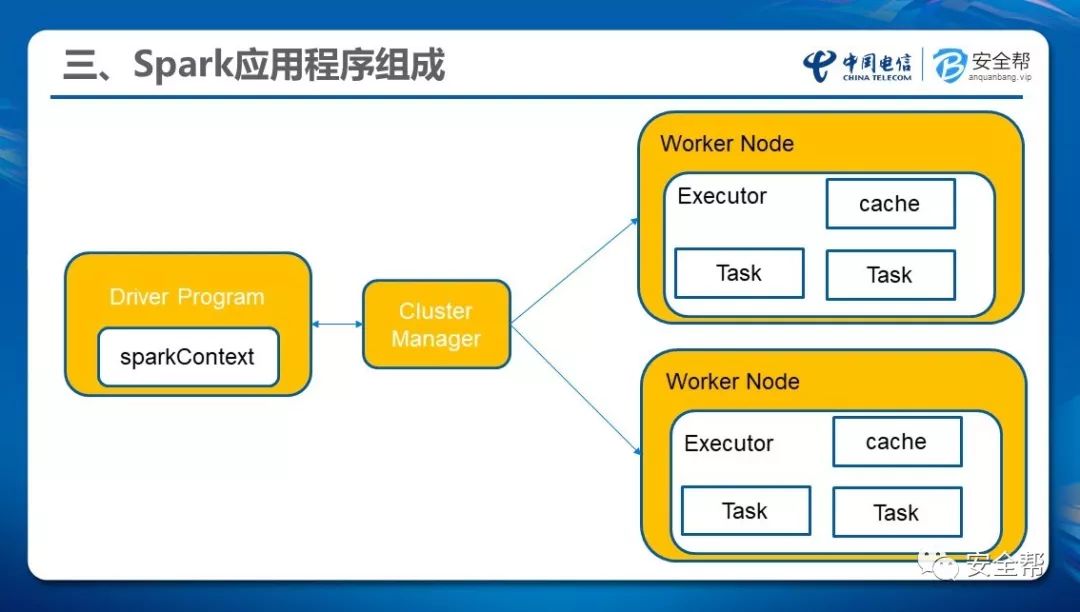 三、Spark应用程序组成
中国电信
CHINA TELECOM
安全帮
anquanbang.vip
Driver Program
sparkContext
Cluster
Manager
Worker Node
Executor
cache
Task
Task
Worker Node
Executor
cache
Task
Task
安全帮